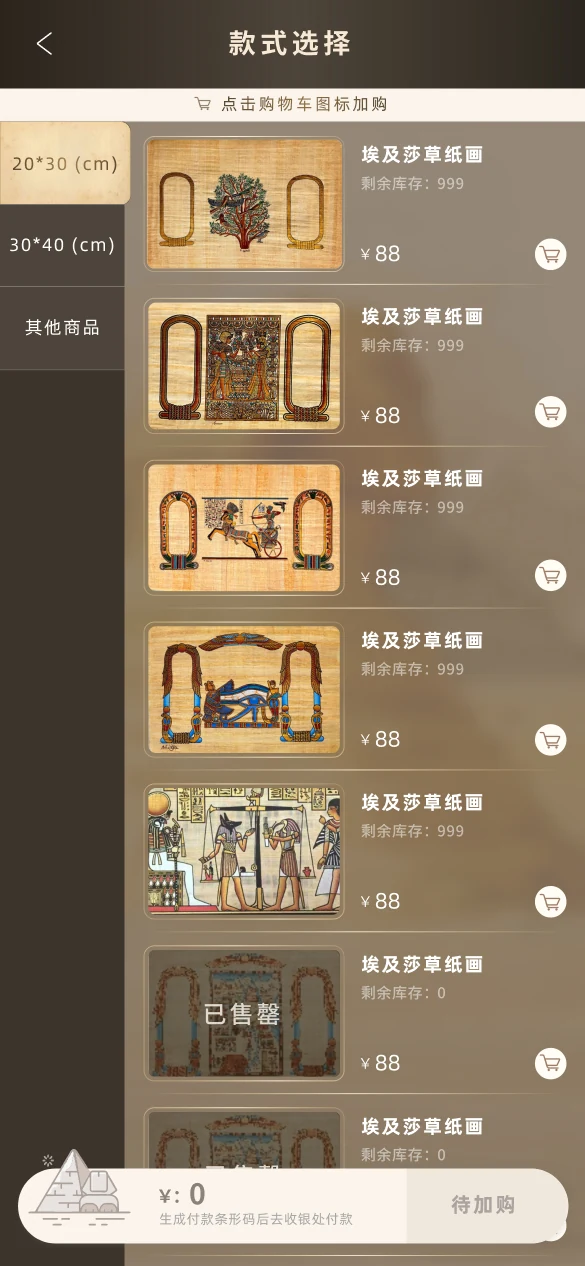 款式选择
点击购物车图标加购
20*30 (cm)
30*40 (cm)
其他商品
埃及莎草纸画
剩余库存：999
¥ 88
埃及莎草纸画
剩余库存：999
¥ 88
埃及莎草纸画
剩余库存：999
¥ 88
埃及莎草纸画
剩余库存：999
¥ 88
埃及莎草纸画
剩余库存：999
¥ 88
已售罄
埃及莎草纸画
剩余库存：0
¥ 88
埃及莎草纸画
剩余库存：0
¥: 0
生成付款条形码后去收银处付款
待加购